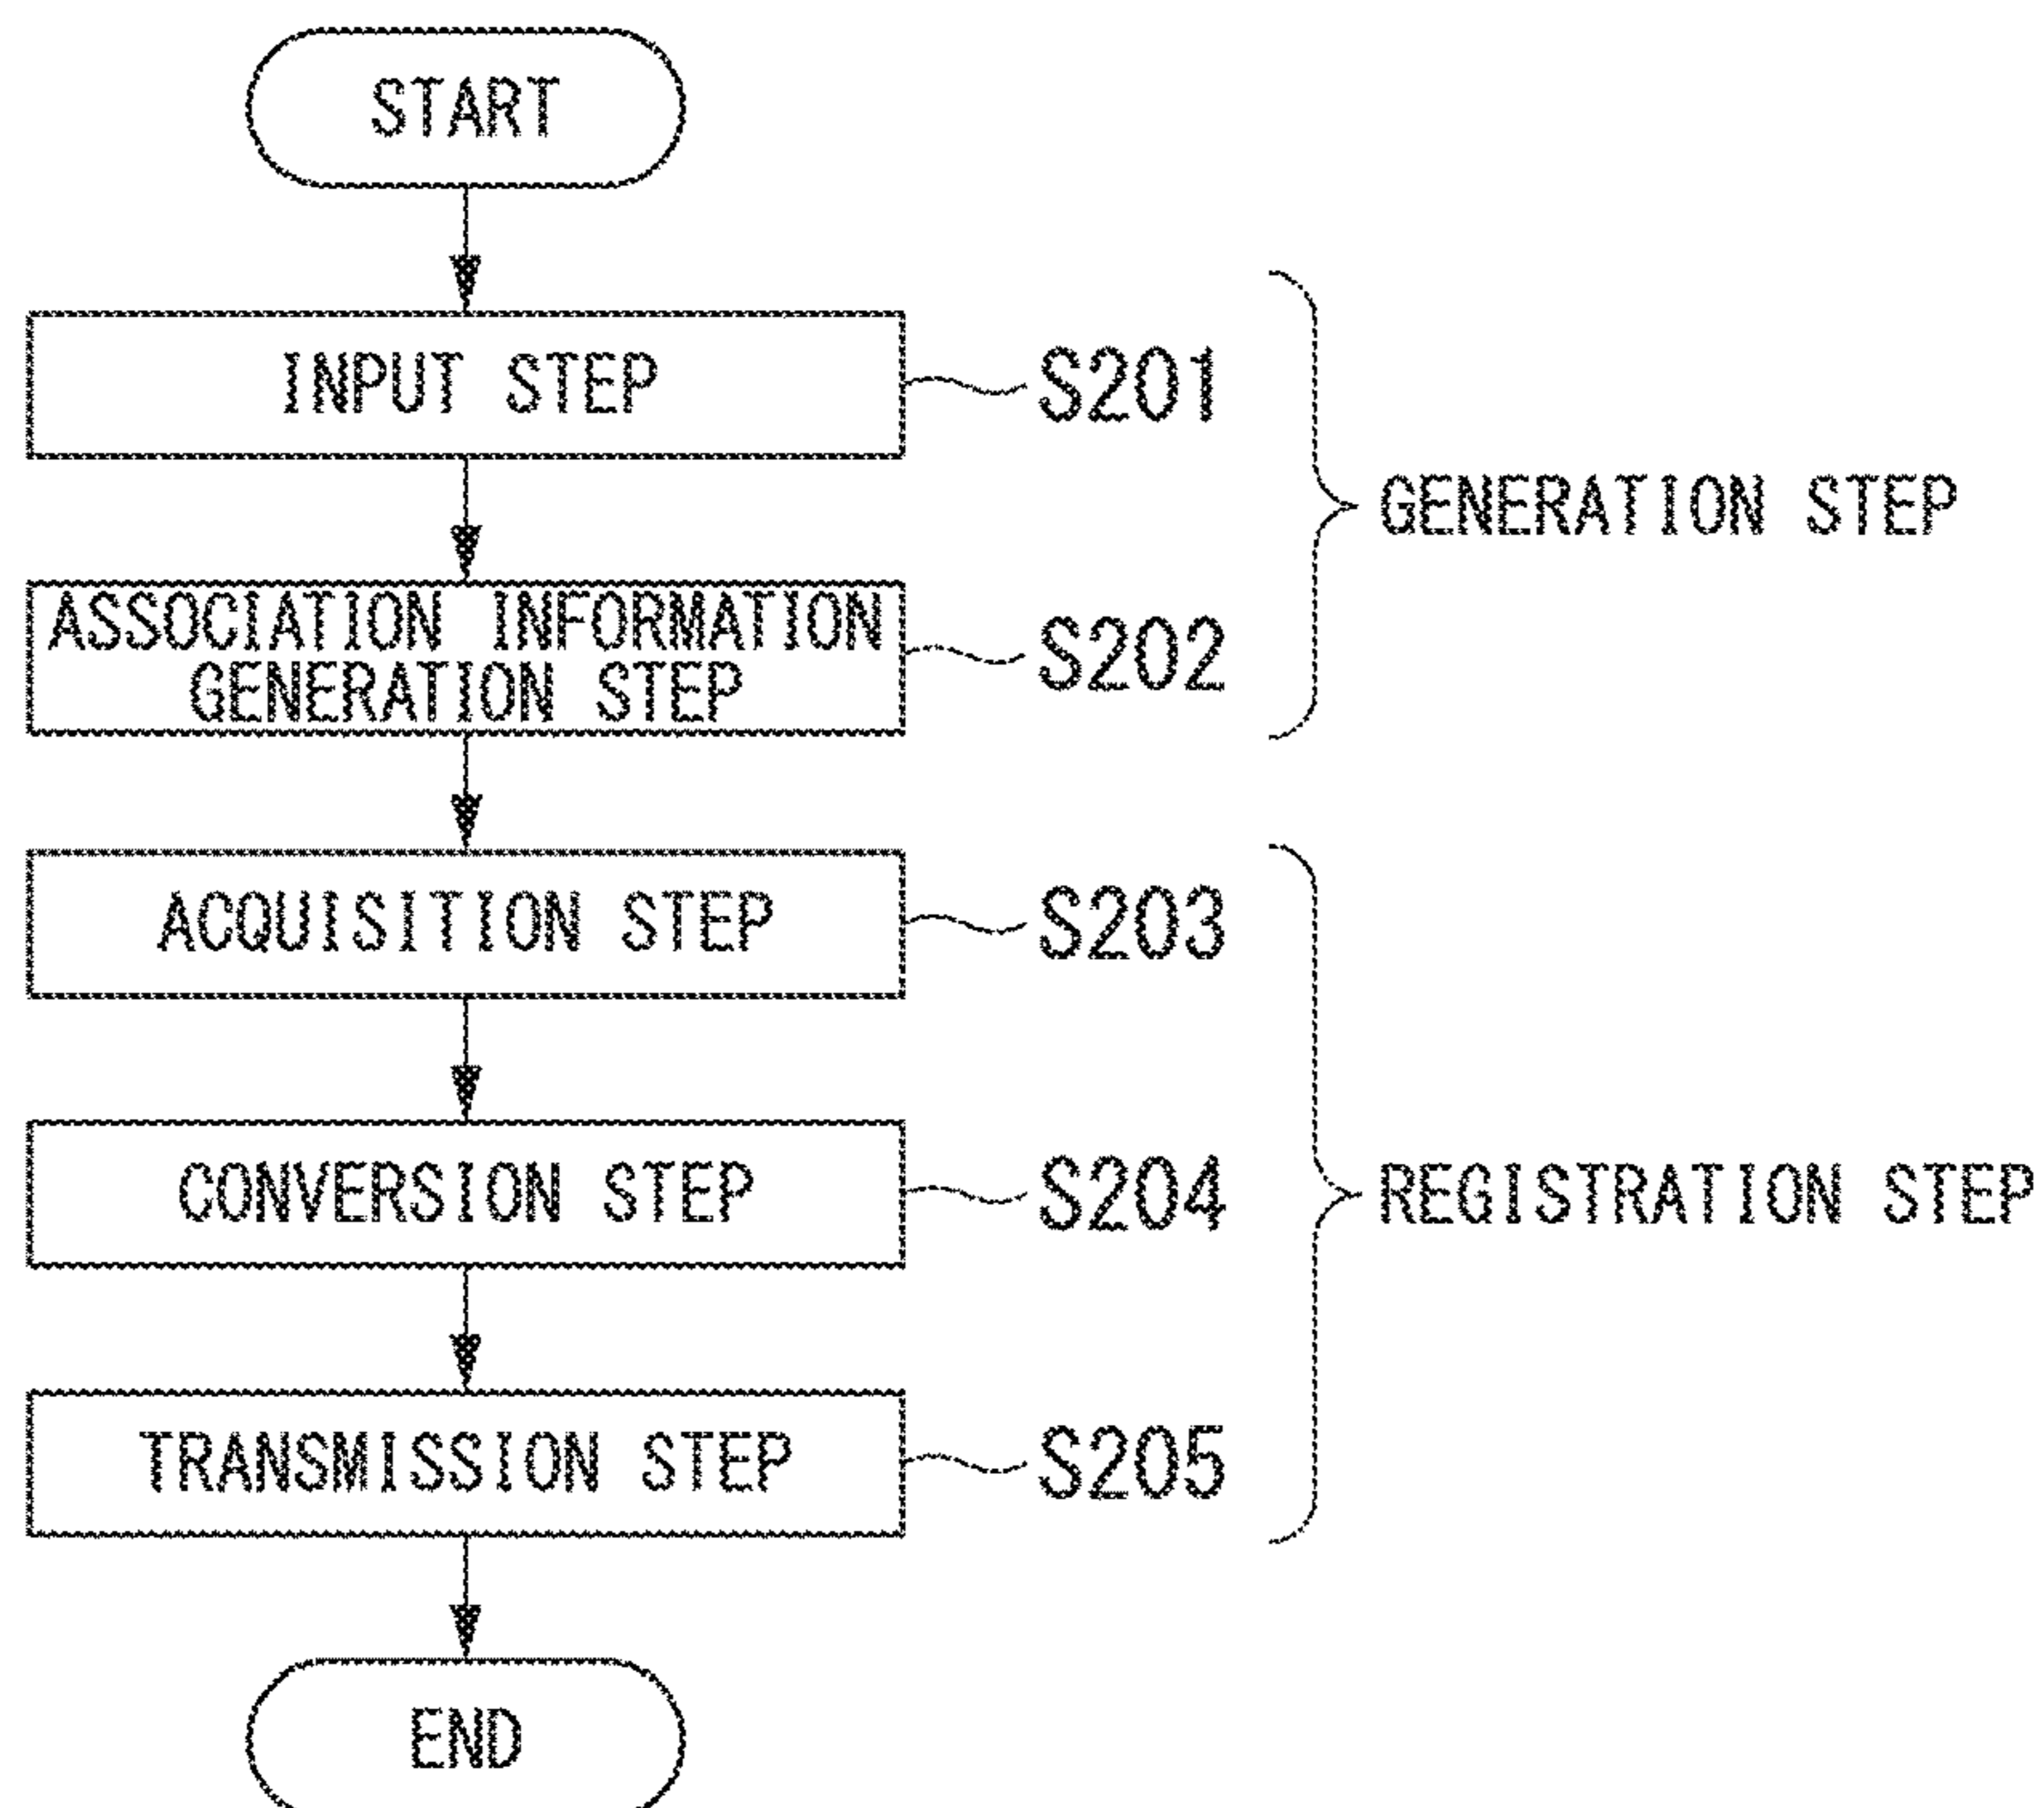 START
INPUT STEP
S201
GENERATION STEP
ASSOCIATION INFORMATION
GENERATION STEP
S202
ACQUISITION STEP
S203
CONVERSION STEP
S204
REGISTRATION STEP
TRANSMISSION STEP
S205
END